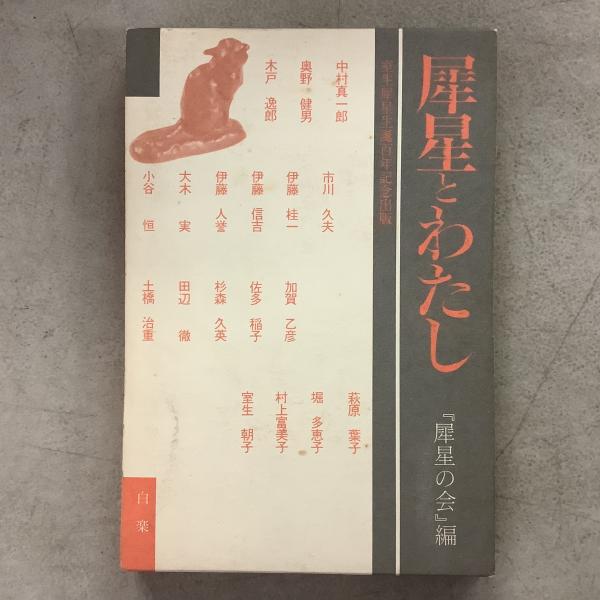 犀星とわたし
『犀星の会』編
室生犀星生誕百年記念出版
中村真一郎
奥野 健男
木戸 逸郎
市川 久夫
伊藤 桂一
伊藤 信吉
伊藤 人誉
大木 実
小谷 恒
加賀 乙彦
佐多 稲子
杉森 久英
田辺 徹
土橋 治重
萩原 葉子
堀 多恵子
村上富美子
室生 朝子
白楽